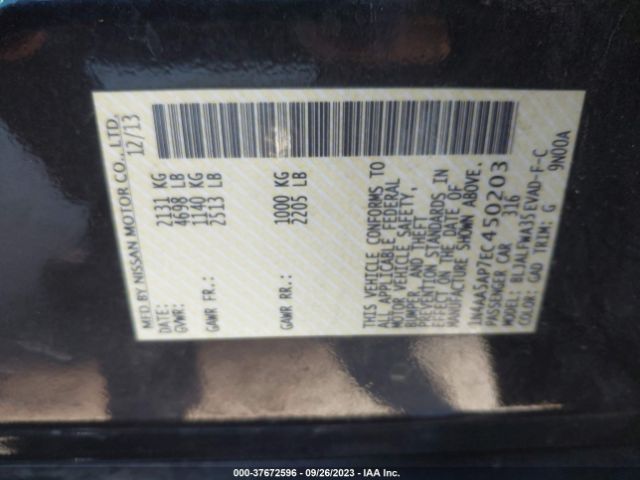 MFD BY NISSAN MOTOR CO., LTD.
DATE: 12/13
GVWR: 2131 KG
4698 LB
GAWR FR.: 1140 KG
2513 LB
GAWR RR.: 1000 KG
2205 LB
THIS VEHICLE CONFORMS TO
ALL APPLICABLE FEDERAL
MOTOR VEHICLE SAFETY,
BUMPER, AND THEFT
PREVENTION STANDARDS IN
EFFECT ON THE DATE OF
MANUFACTURE SHOWN ABOVE.
1N4AA5AP7EC450203
PASSENGER CAR 316
MODEL: BLJALFWA35EVAD-F-C
COLOR: GAD TRIM: G 9N00A
000-37672596 - 09/26/2023 - IAA Inc.